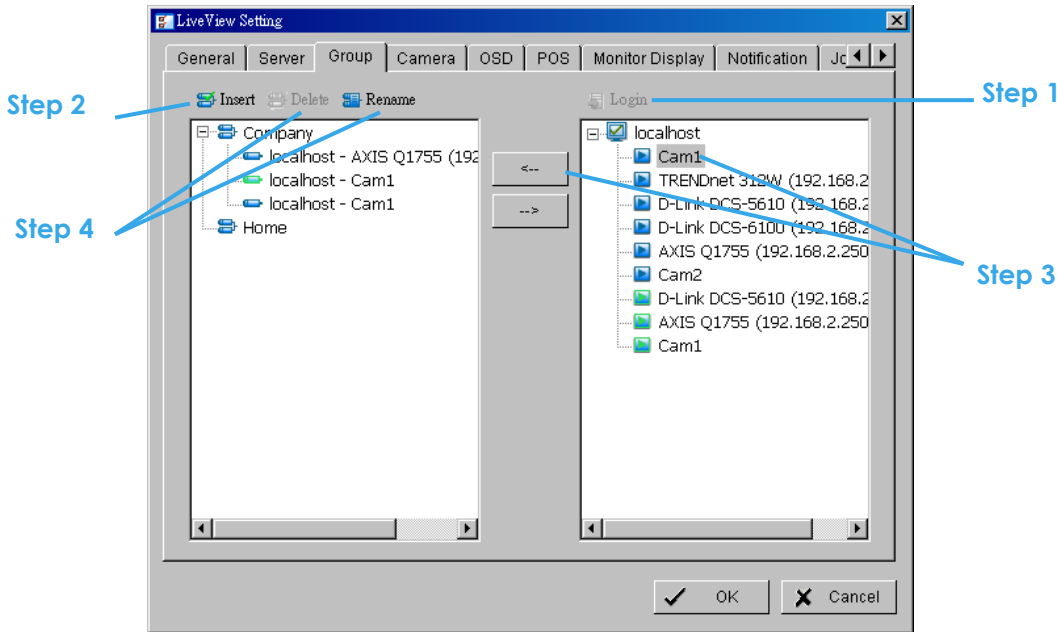 LiveView Setting
General Server Group Camera OSD POS Monitor Display Notification Jo
Step 2
Insert Delete Rename
Login
Step 1
Company
localhost - AXIS Q1755 (192
localhost - Cam1
localhost - Cam1
Home
Step 4
<--
-->
localhost
Cam1
TRENDnet 312W (192.168.2
D-Link DCS-5610 (192.168.2
D-Link DCS-6100 (192.168.2
AXIS Q1755 (192.168.2.250
Cam2
D-Link DCS-5610 (192.168.2
AXIS Q1755 (192.168.2.250
Cam1
Step 3
OK
Cancel